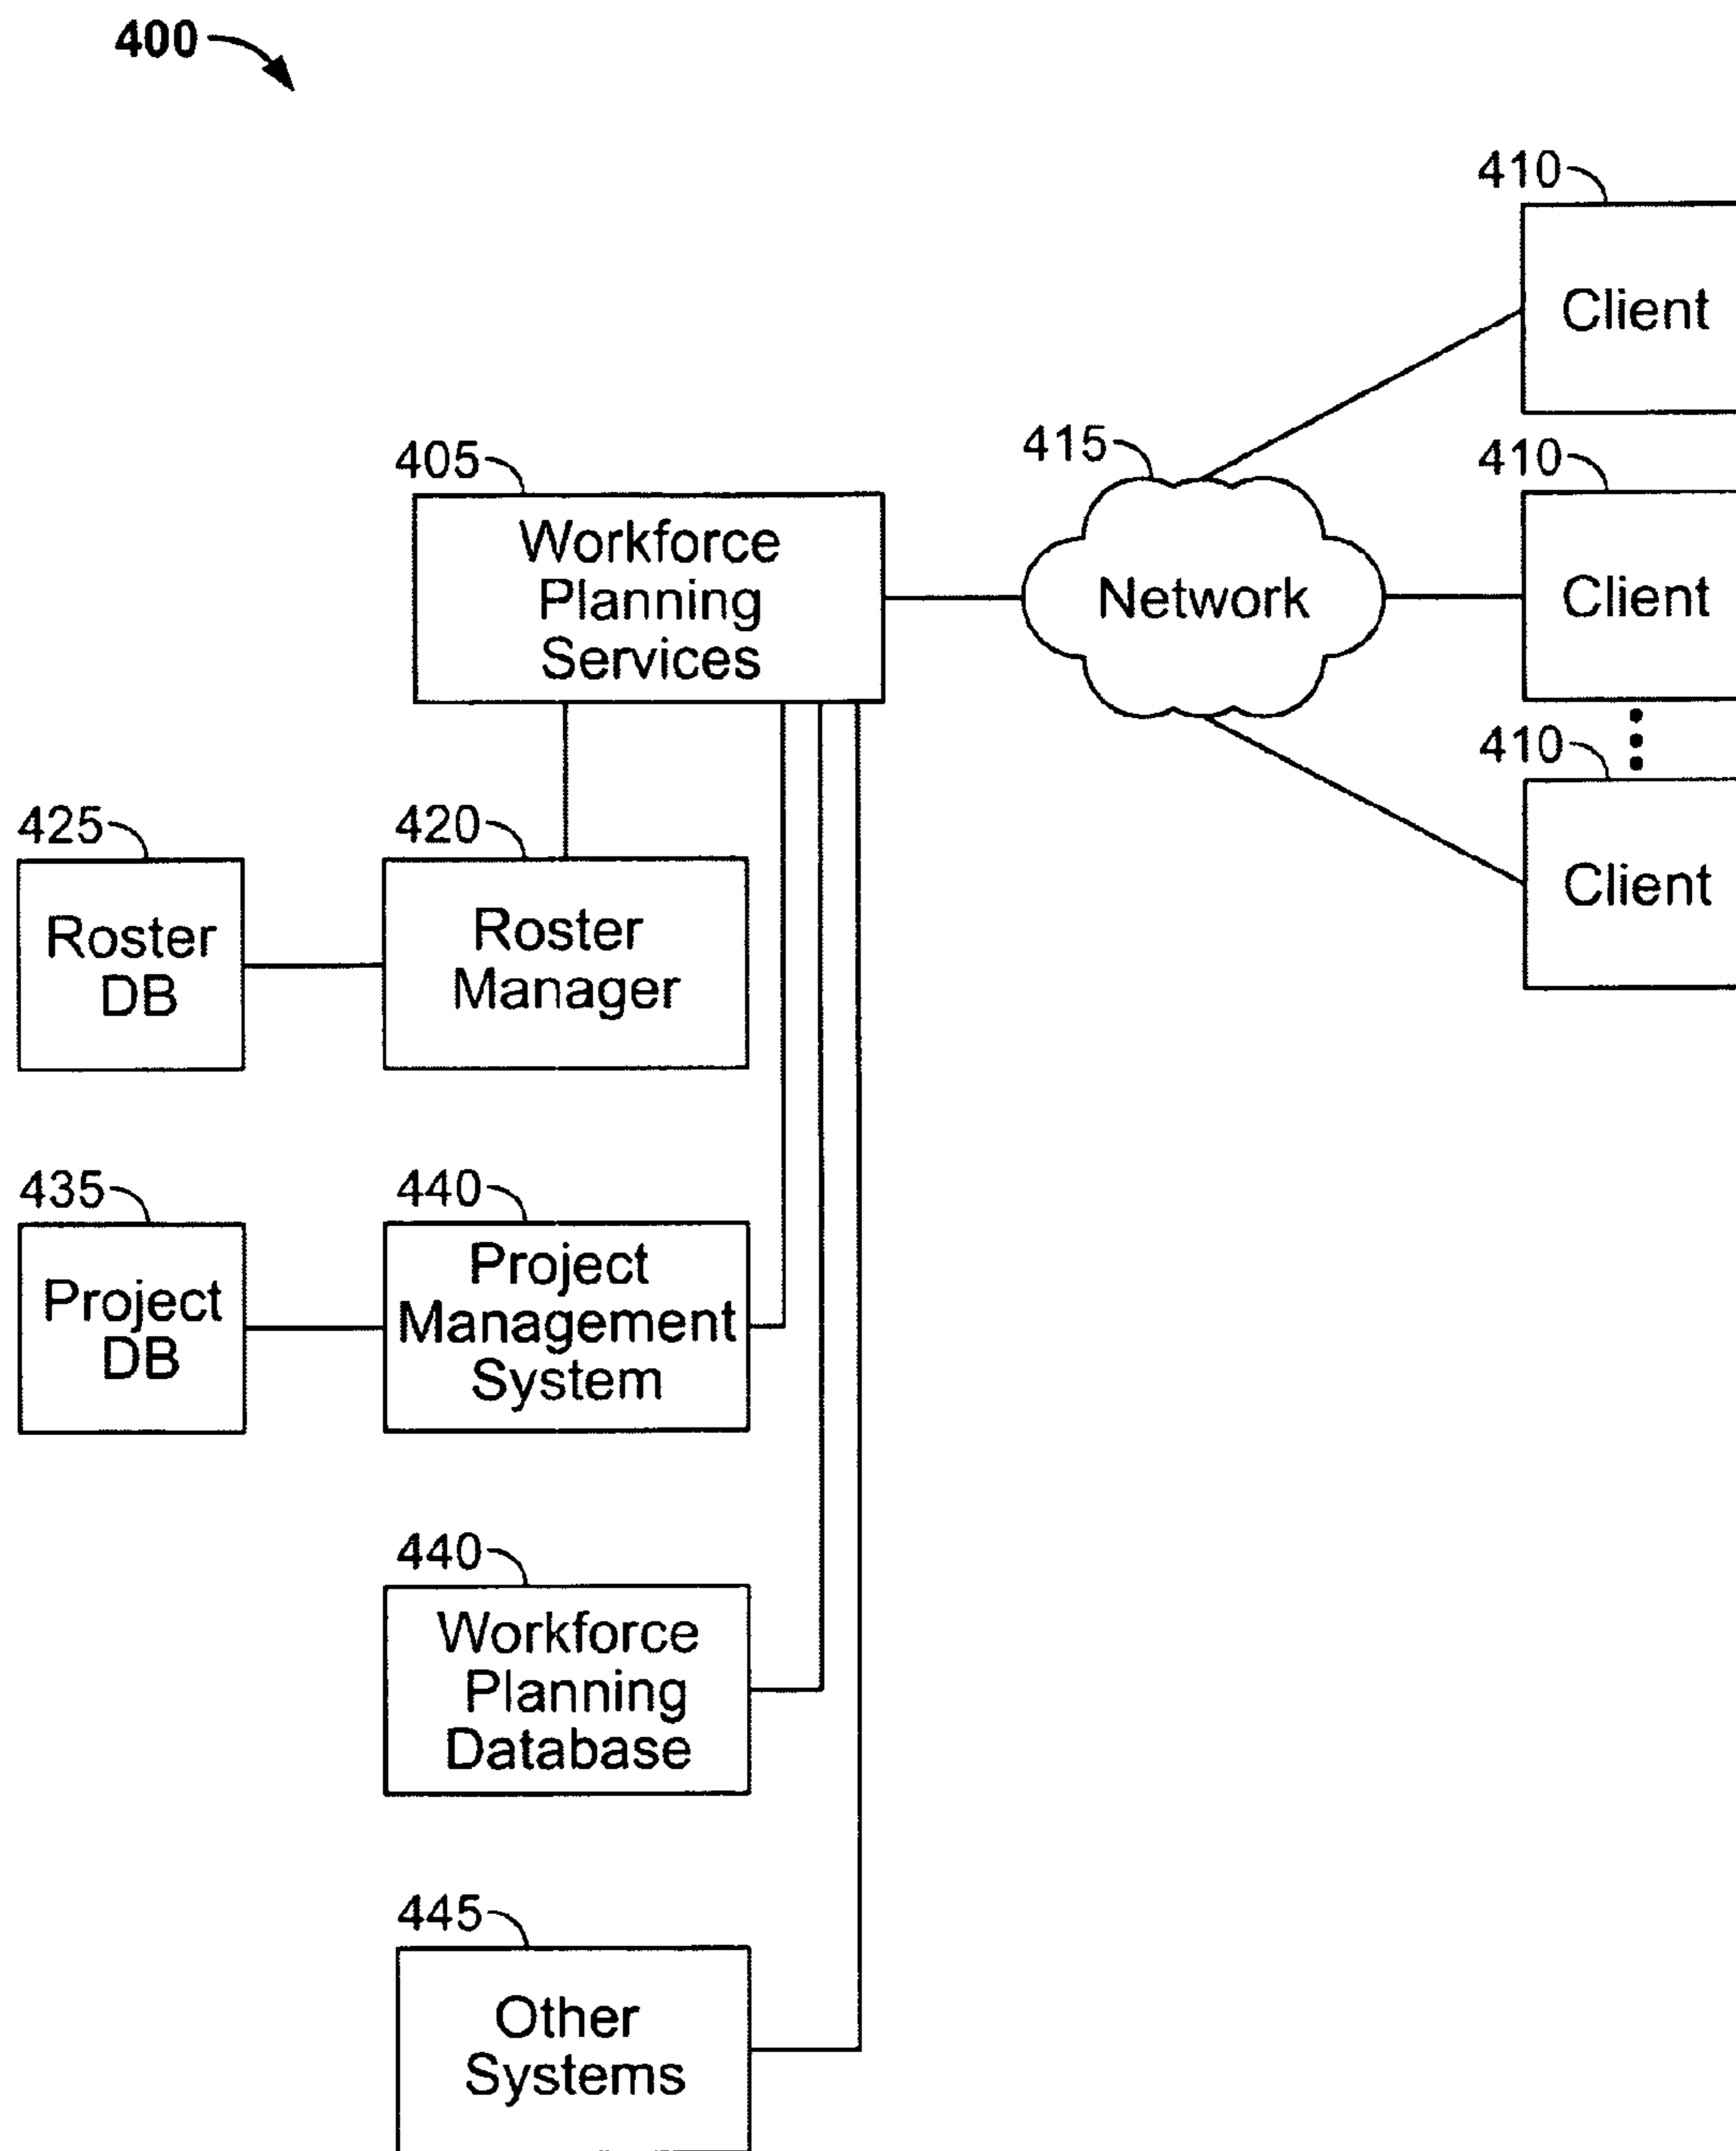 400
410
Client
415
410
405
Workforce
Planning
Services
Network
Client
410
Client
425
420
Roster
DB
Roster
Manager
435
440
Project
DB
Project
Management
System
440
Workforce
Planning
Database
445
Other
Systems